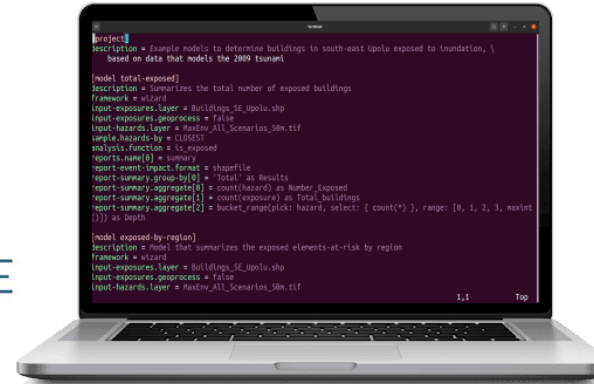 Terminal
[project]
description = Example models to determine buildings in south-east Upolu exposed to inundation, \
based on data that models the 2009 tsunami
[model total-exposed]
description = Summarizes the total number of exposed buildings
framework = wizard
input-exposures.layer = Buildings_SE_Upolu.shp
input-exposures.geoprocess = false
input-hazards.layer = MaxEnv_All_Scenarios_50m.tif
sample.hazards-by = CLOSEST
analysis.function = is_exposed
reports.name[0] = summary
report-event-impact.format = shapefile
report-summary.group-by[0] = 'Total' as Results
report-summary.aggregate[0] = count(hazard) as Number_Exposed
report-summary.aggregate[1] = count(exposure) as Total_buildings
report-summary.aggregate[2] = bucket_range(pick: hazard, select: { count(*) }, range: [0, 1, 2, 3, maxint
()]) as Depth
[model exposed-by-region]
description = Model that summarizes the exposed elements-at-risk by region
framework = wizard
input-exposures.layer = Buildings_SE_Upolu.shp
input-exposures.geoprocess = false
input-hazards.layer = MaxEnv_All_Scenarios_50m.tif
1,1 Top
E